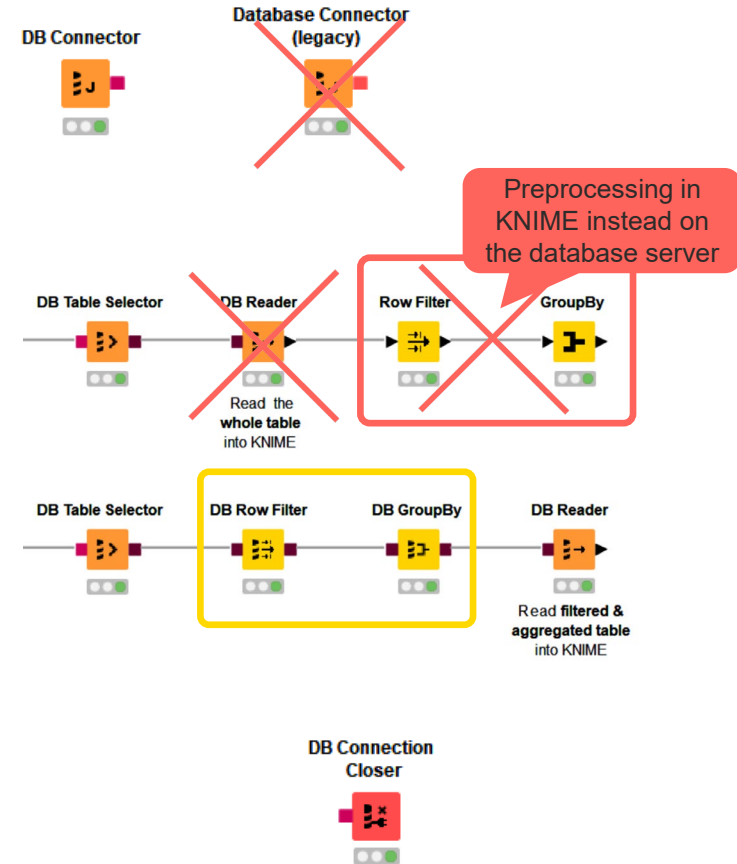 Database Connector
(legacy)
DB Connector
Preprocessing in
KNIME instead on
the database server
DB Table Selector
DB Reader
Row Filter
GroupBy
Read the
whole table
into KNIME
DB Table Selector
DB Row Filter
DB GroupBy
DB Reader
Read filtered &
aggregated table
into KNIME
DB Connection
Closer